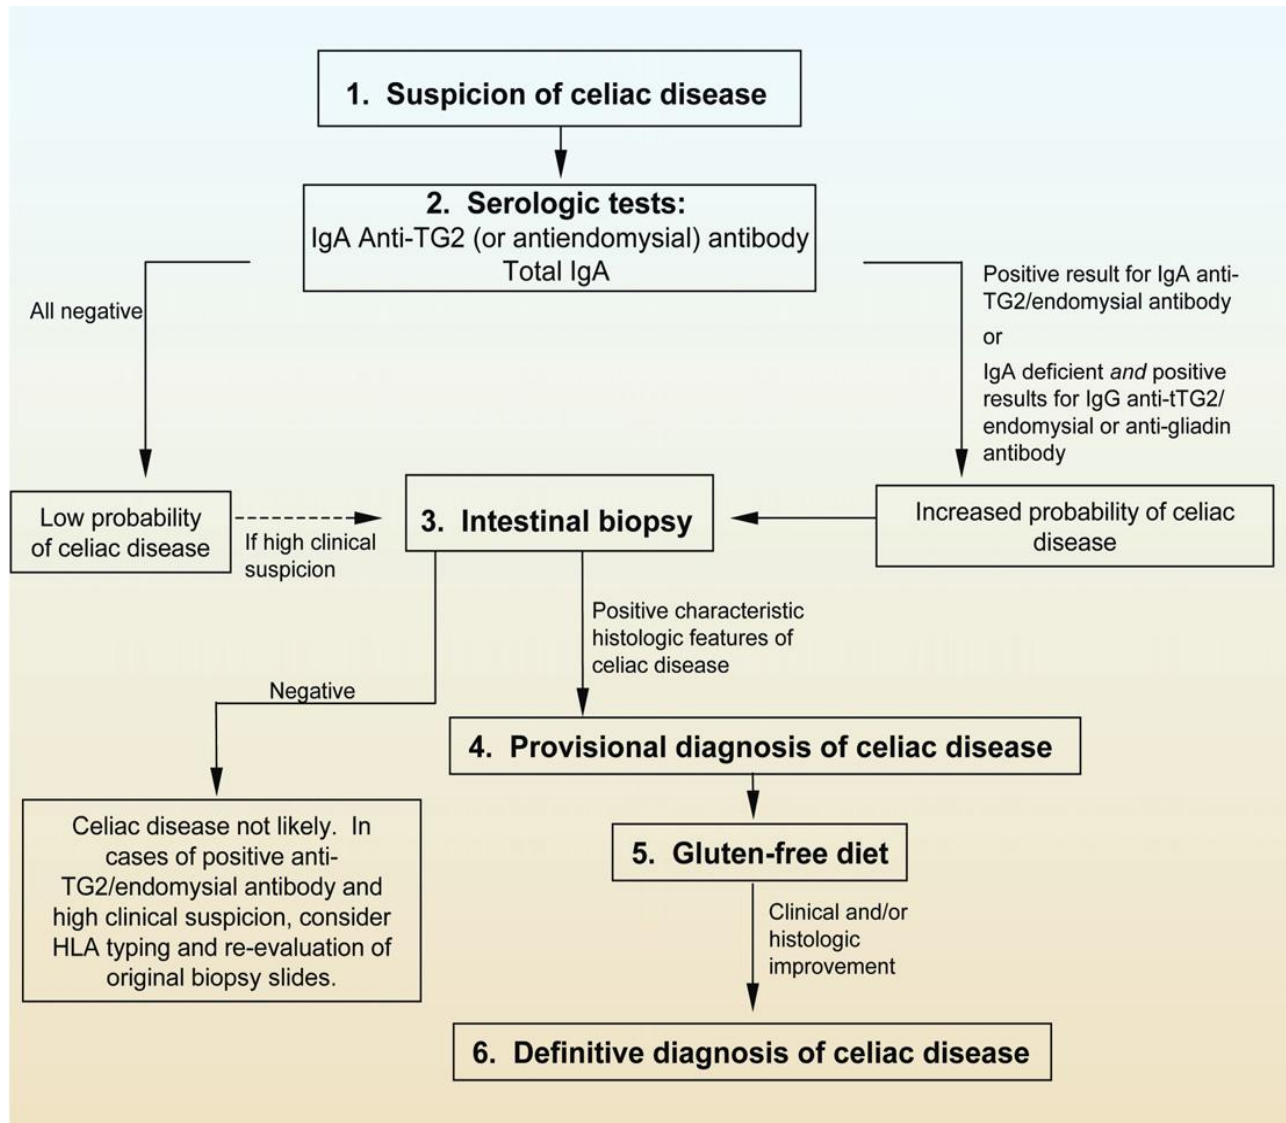 1. Suspicion of celiac disease
2. Serologic tests:
IgA Anti-TG2 (or antiendomysial) antibody
Total IgA
All negative
Positive result for IgA anti-
TG2/endomysial antibody
or
IgA deficient and positive
results for IgG anti-tTG2/
endomysial or anti-gliadin
antibody
Low probability
of celiac disease
If high clinical
suspicion
3. Intestinal biopsy
Increased probability of celiac
disease
Positive characteristic
histologic features of
celiac disease
Negative
4. Provisional diagnosis of celiac disease
Celiac disease not likely. In
cases of positive anti-
TG2/endomysial antibody and
high clinical suspicion, consider
HLA typing and re-evaluation of
original biopsy slides.
5. Gluten-free diet
Clinical and/or
histologic
improvement
6. Definitive diagnosis of celiac disease